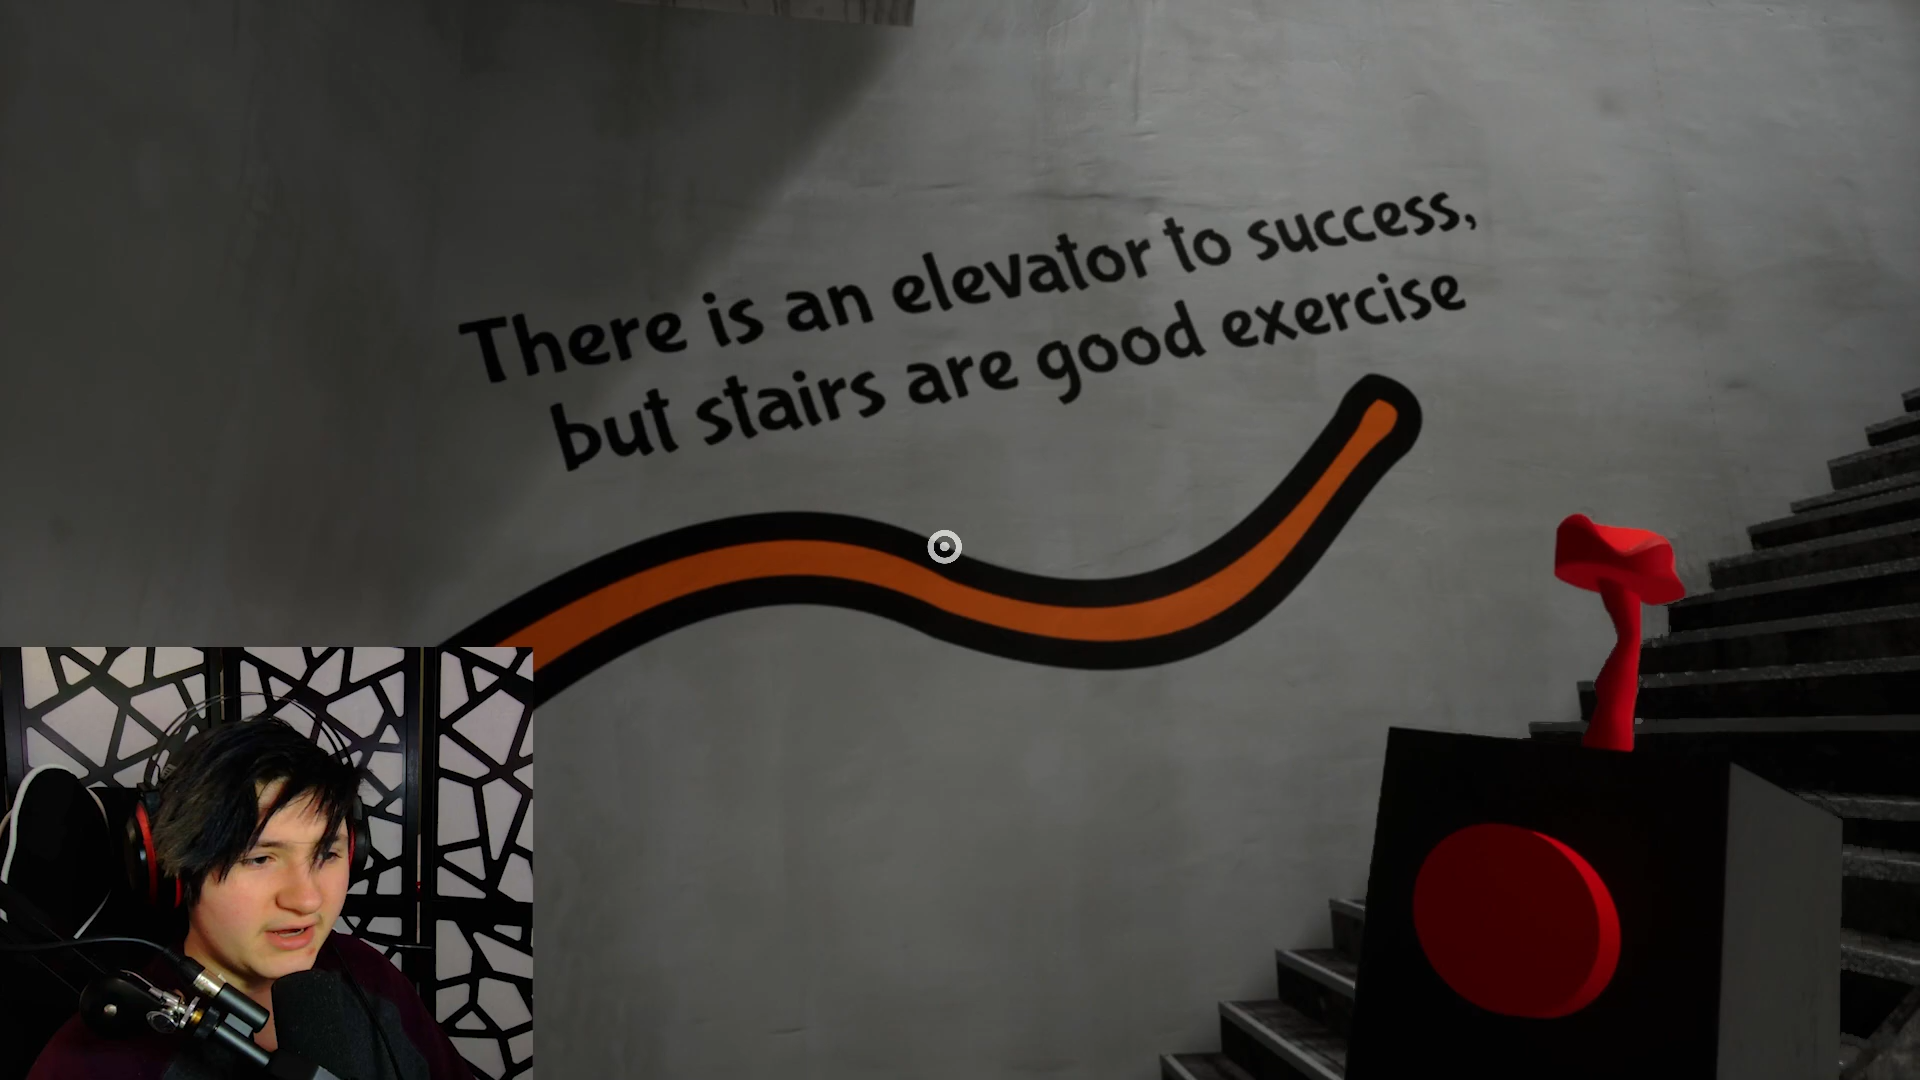 There is an elevator to success,
but stairs are good exercise